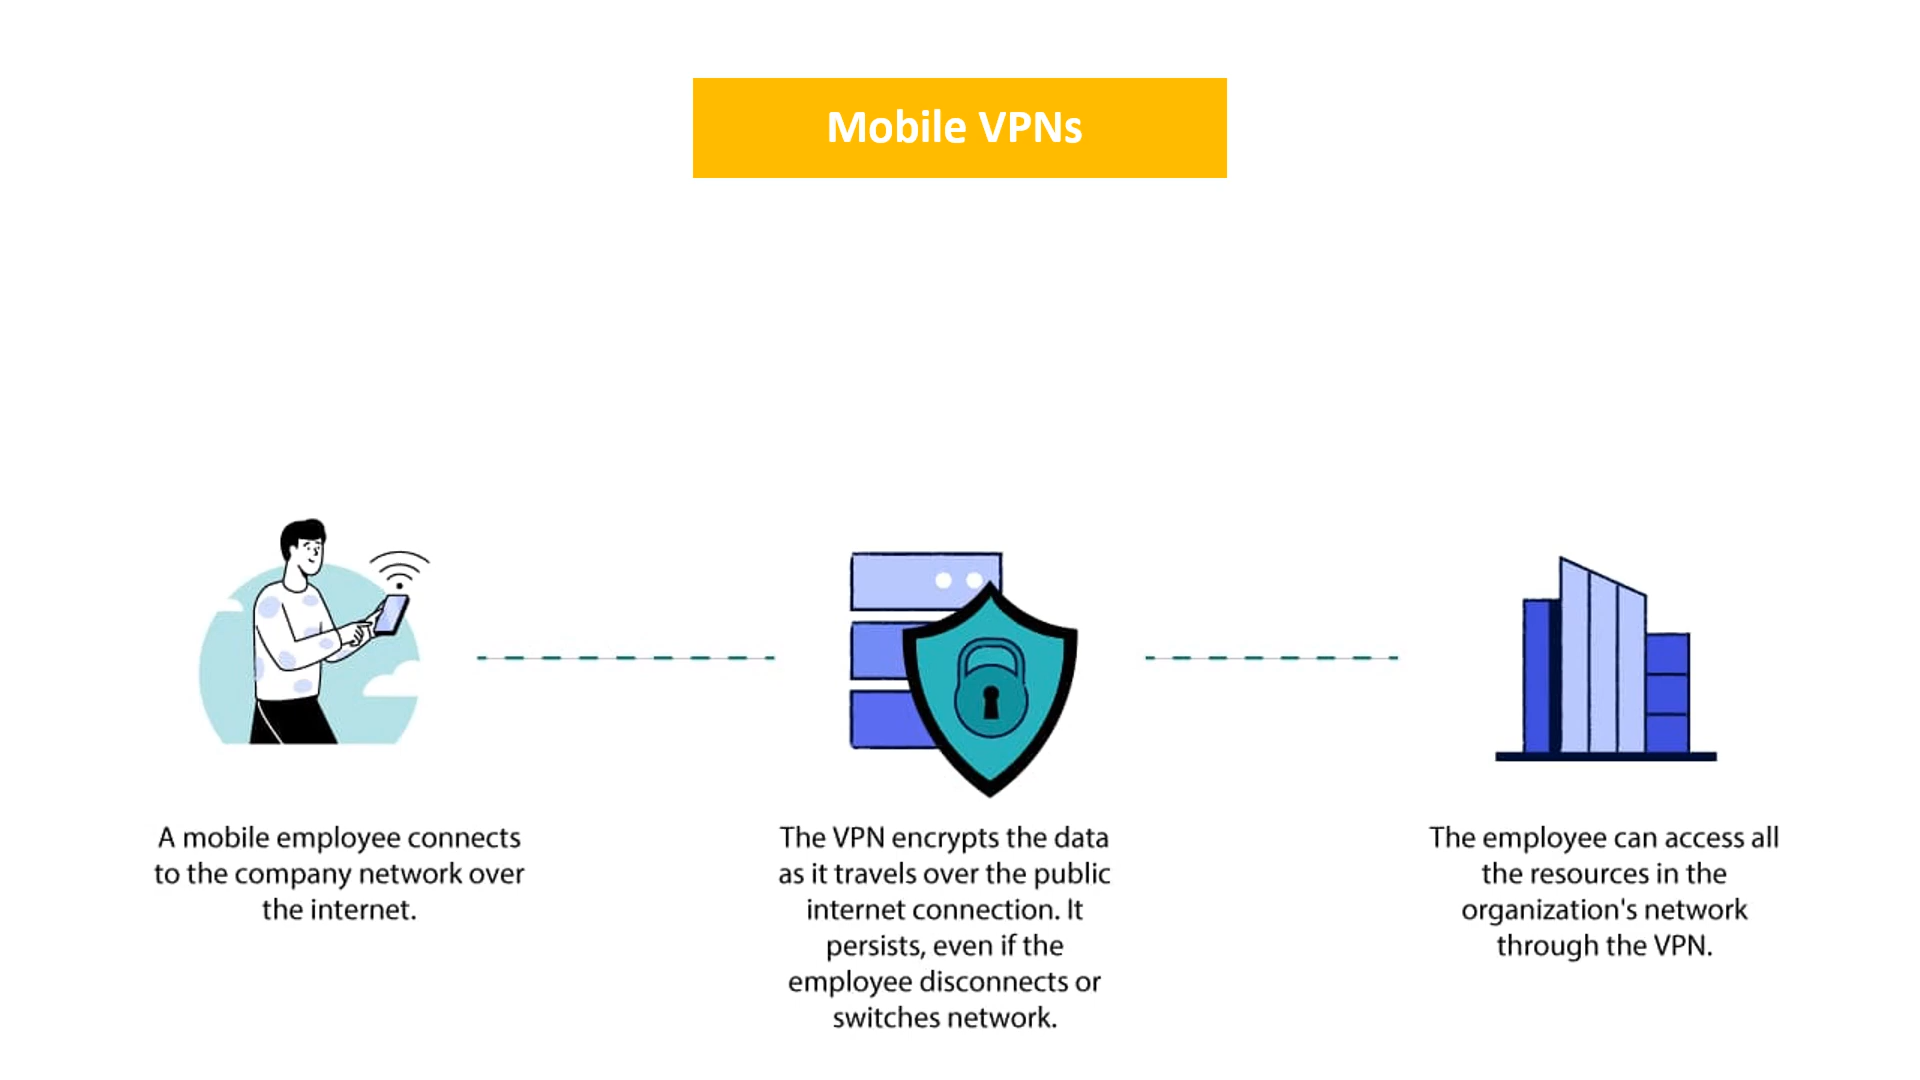 Mobile VPNs
A mobile employee connects
to the company network over
the internet.
The VPN encrypts the data
as it travels over the public
internet connection. It
persists, even if the
employee disconnects or
switches network.
The employee can access all
the resources in the
organization's network
through the VPN.